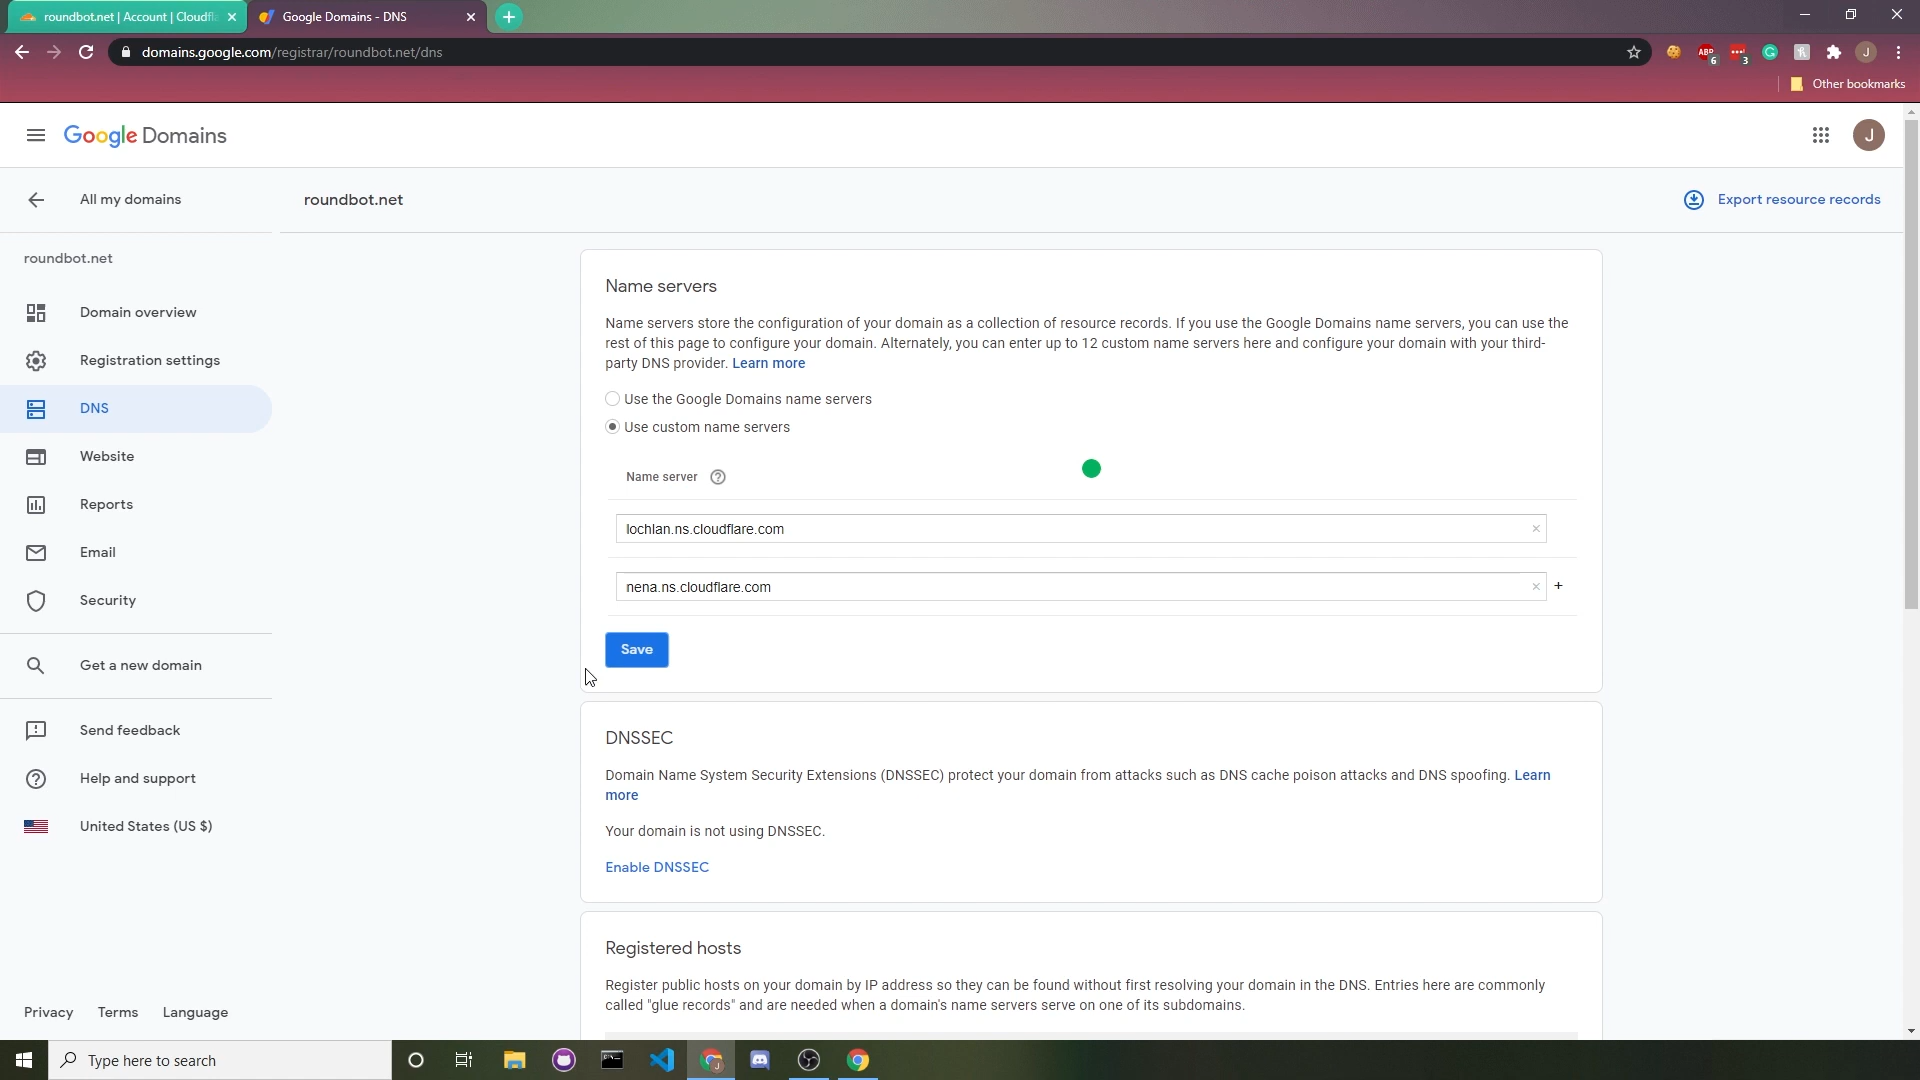 roundbot.net | Account | Cloudfla
Google Domains - DNS
domains.google.com/registrar/roundbot.net/dns
ABP
6
3
J
Other bookmarks
Google Domains
J
All my domains
roundbot.net
Export resource records
roundbot.net
Domain overview
Registration settings
DNS
Website
Reports
Email
Security
Get a new domain
Send feedback
Help and support
United States (US $)
Privacy Terms Language
Name servers
Name servers store the configuration of your domain as a collection of resource records. If you use the Google Domains name servers, you can use the
rest of this page to configure your domain. Alternately, you can enter up to 12 custom name servers here and configure your domain with your third-
party DNS provider. Learn more
Use the Google Domains name servers
Use custom name servers
Name server ?
lochlan.ns.cloudflare.com
nena.ns.cloudflare.com
Save
DNSSEC
Domain Name System Security Extensions (DNSSEC) protect your domain from attacks such as DNS cache poison attacks and DNS spoofing. Learn
more
Your domain is not using DNSSEC.
Enable DNSSEC
Registered hosts
Register public hosts on your domain by IP address so they can be found without first resolving your domain in the DNS. Entries here are commonly
called "glue records" and are needed when a domain's name servers serve on one of its subdomains.
Type here to search